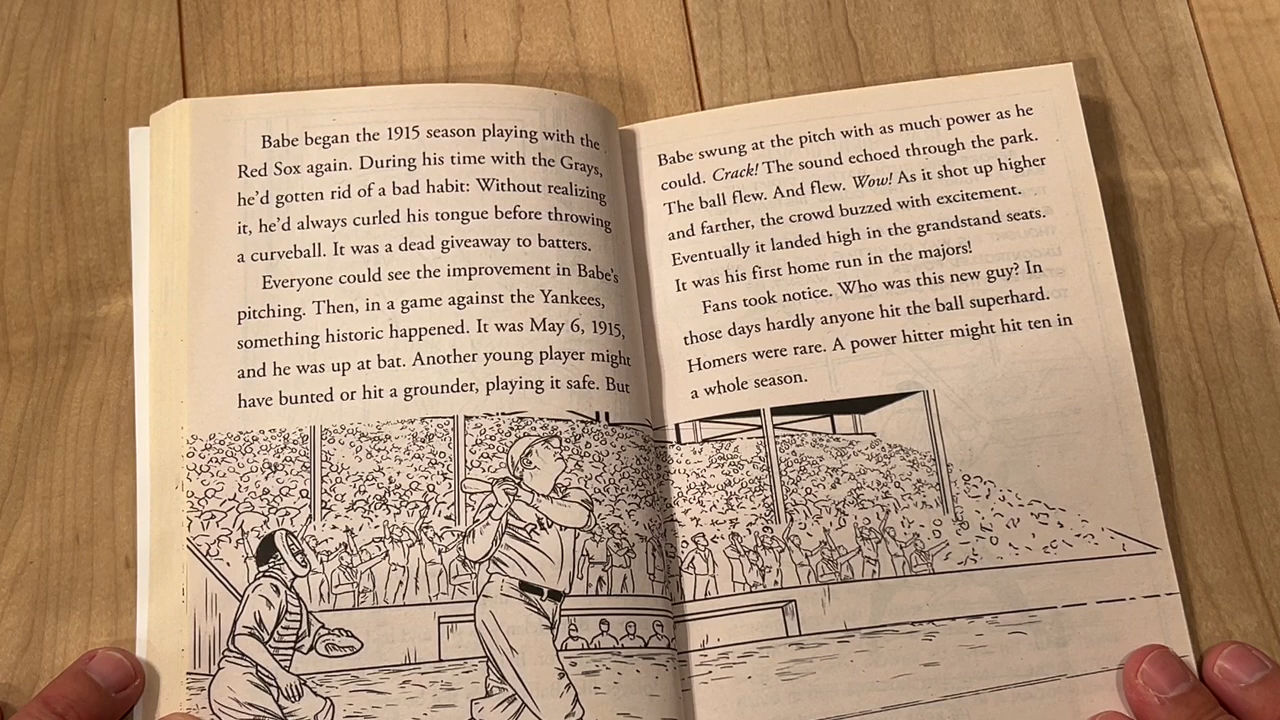 Babe began the 1915 season playing with the
Red Sox again. During his time with the Grays,
he’d gotten rid of a bad habit: Without realizing
it, he’d always curled his tongue before throwing
a curveball. It was a dead giveaway to batters.
Everyone could see the improvement in Babe’s
pitching. Then, in a game against the Yankees,
something historic happened. It was May 6, 1915,
and he was up at bat. Another young player might
have bunted or hit a grounder, playing it safe. But
Babe swung at the pitch with as much power as he
could. Crack! The sound echoed through the park.
The ball flew. And flew. Wow! As it shot up higher
and farther, the crowd buzzed with excitement.
Eventually it landed high in the grandstand seats.
It was his first home run in the majors!
Fans took notice. Who was this new guy? In
those days hardly anyone hit the ball superhard.
Homers were rare. A power hitter might hit ten in
a whole season.